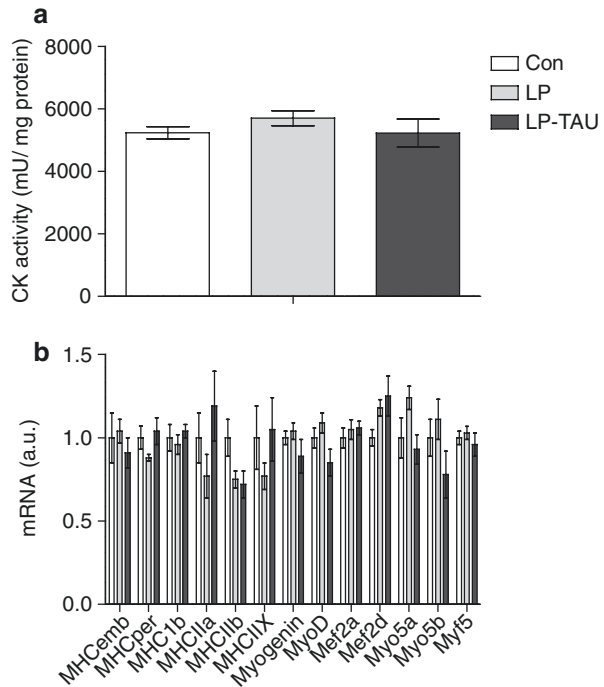 a
CK activity (mU/ mg protein)
8000
6000
4000
2000
0
Con
LP
LP-TAU
b
mRNA (a.u.)
1.5
1.0
0.5
0.0
MHCemb
MHCper
MHC1b
MHCIIa
MHCIIb
MHCIIX
Myogenin
MyoD
Mef2a
Mef2d
Myo5a
Myo5b
Myf5